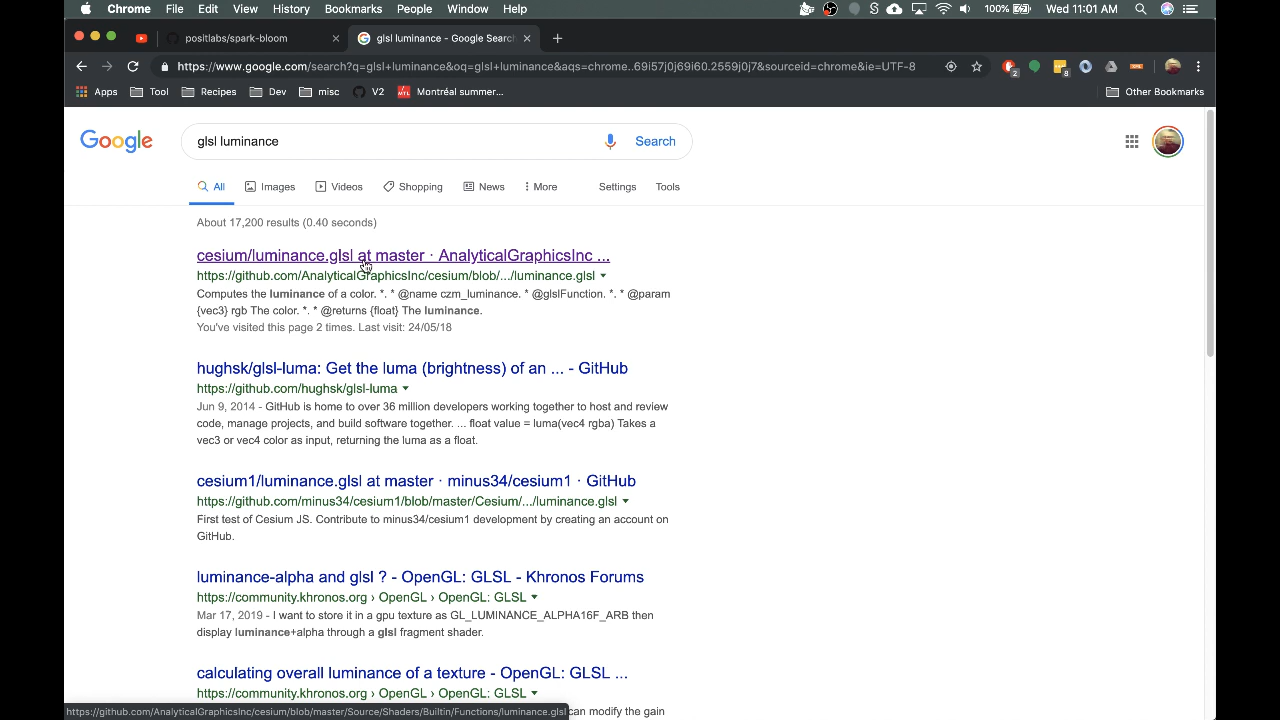 Chrome File Edit View History Bookmarks People Window Help 100% Wed 11:01 AM
positlabs/spark-bloom
glsl luminance - Google Search
https://www.google.com/search?q=glsl+luminance&oq=glsl+luminance&aqs=chrome..69i57j0j69i60.2559j0j7&sourceid=chrome&ie=UTF-8
Apps Tool Recipes Dev misc V2 Montréal summer... Other Bookmarks
Google
glsl luminance
Search
All Images Videos Shopping News More Settings Tools
About 17,200 results (0.40 seconds)
cesium/luminance.glsl at master · AnalyticalGraphicsInc ...
https://github.com/AnalyticalGraphicsInc/cesium/blob/.../luminance.glsl
Computes the luminance of a color. *. * @name czm_luminance. * @glslFunction. *. * @param
{vec3} rgb The color. *. * @returns {float} The luminance.
You've visited this page 2 times. Last visit: 24/05/18
hughsk/glsl-luma: Get the luma (brightness) of an ... - GitHub
https://github.com/hughsk/glsl-luma
Jun 9, 2014 - GitHub is home to over 36 million developers working together to host and review
code, manage projects, and build software together. ... float value = luma(vec4 rgba) Takes a
vec3 or vec4 color as input, returning the luma as a float.
cesium1/luminance.glsl at master · minus34/cesium1 · GitHub
https://github.com/minus34/cesium1/blob/master/Cesium/.../luminance.glsl
First test of Cesium JS. Contribute to minus34/cesium1 development by creating an account on
GitHub.
luminance-alpha and glsl ? - OpenGL: GLSL - Khronos Forums
https://community.khronos.org › OpenGL › OpenGL: GLSL
Mar 17, 2019 - I want to store it in a gpu texture as GL_LUMINANCE_ALPHA16F_ARB then
display luminance+alpha through a glsl fragment shader.
calculating overall luminance of a texture - OpenGL: GLSL ...
https://community.khronos.org › OpenGL › OpenGL: GLSL
https://github.com/AnalyticalGraphicsInc/cesium/blob/master/Source/Shaders/Builtin/Functions/luminance.glsl can modify the gain